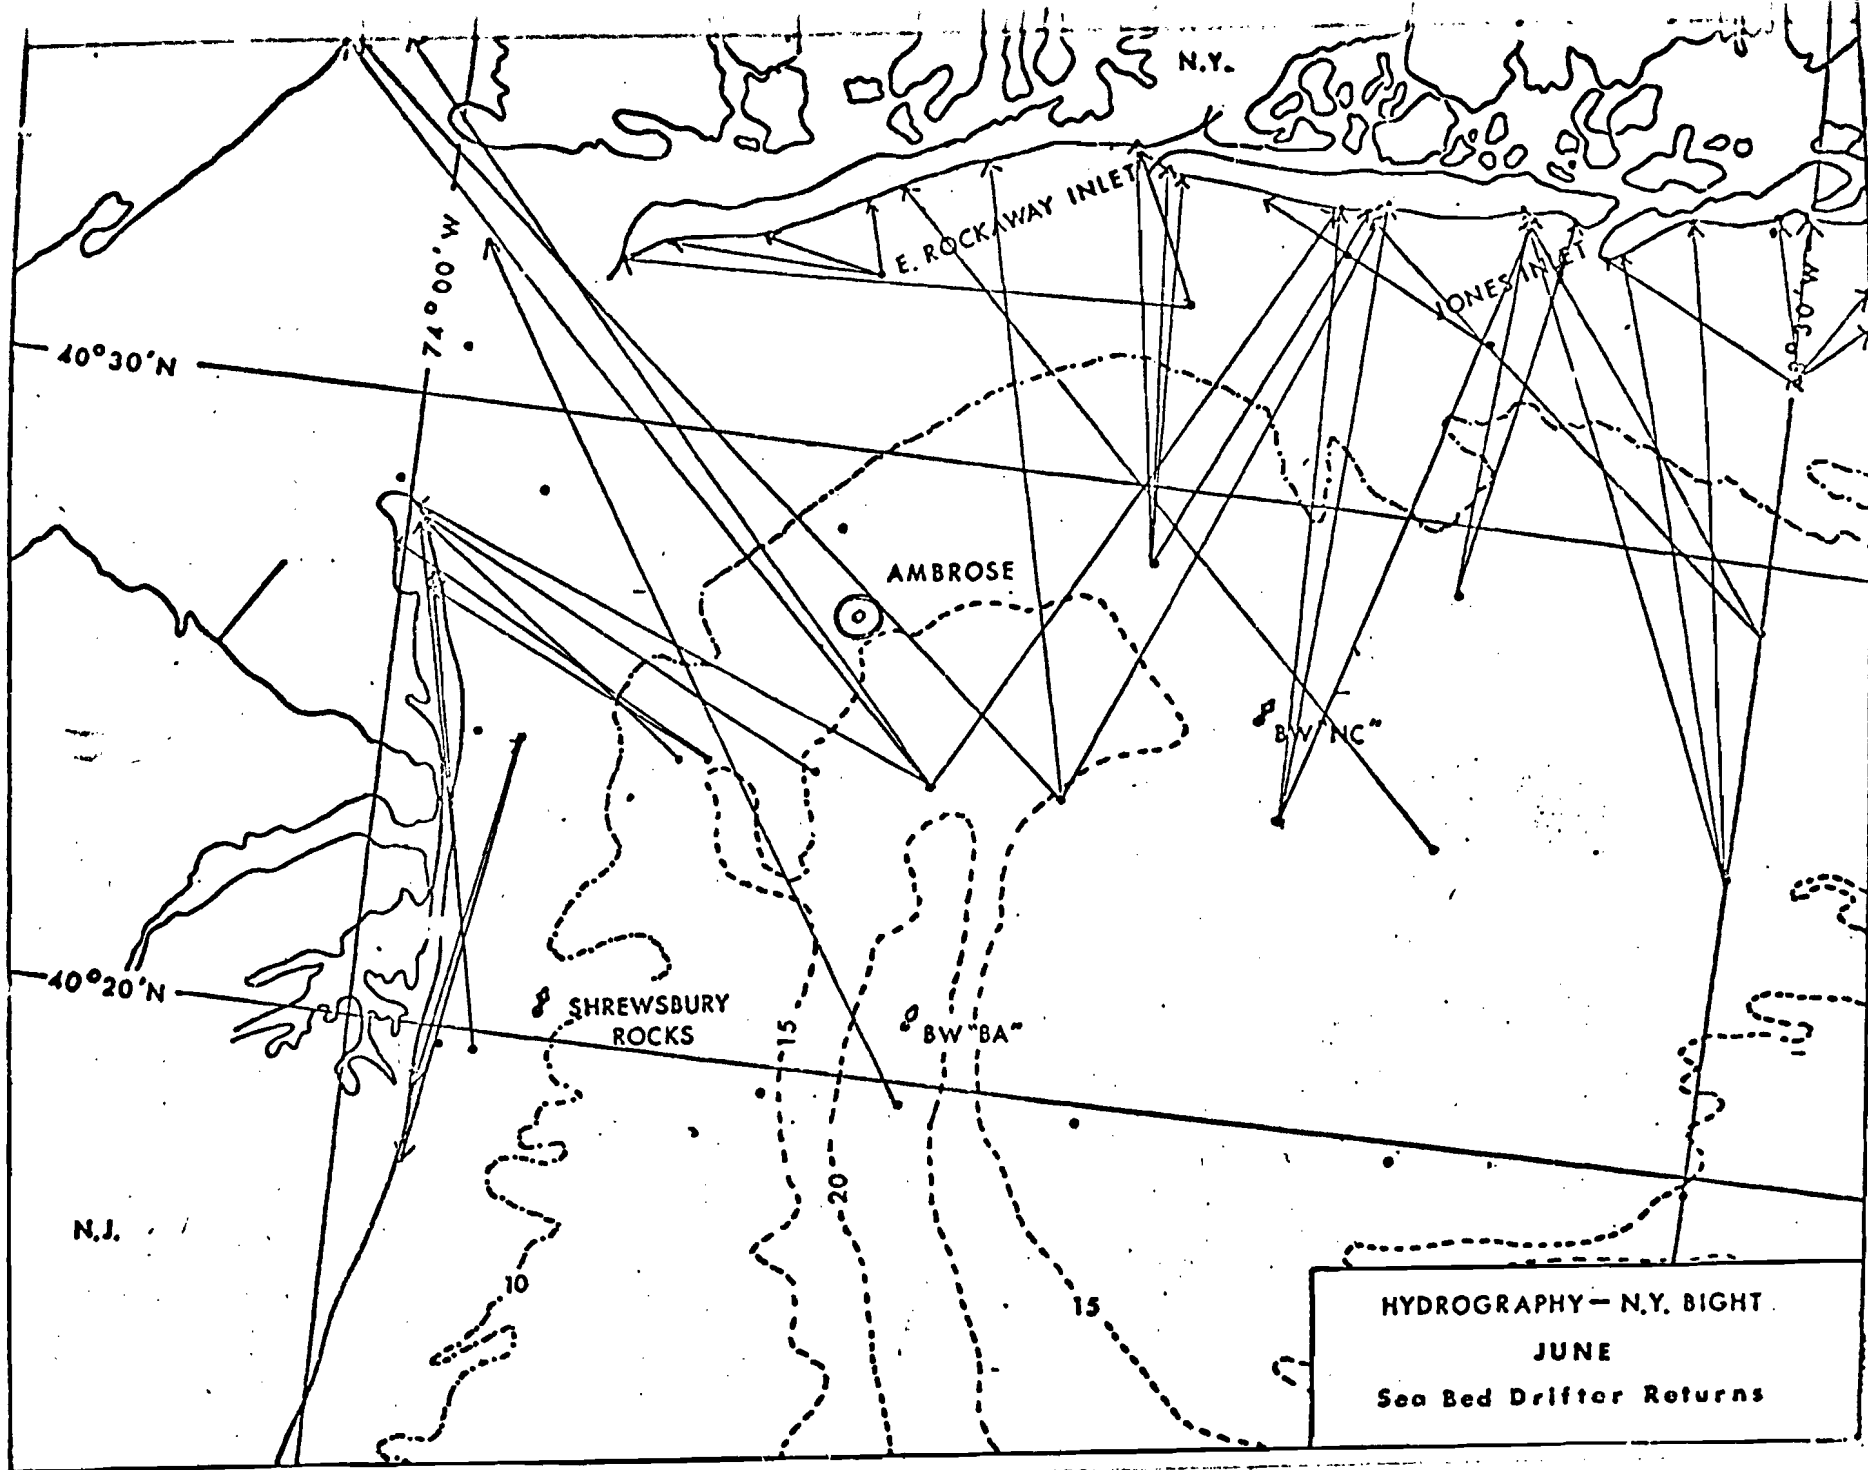 N.Y.
E. ROCKAWAY INLET
JONES INLET
74°00'W
73°30'W
40°30'N
AMBROSE
BW "NC"
40°20'N
SHREWSBURY
ROCKS
BW "BA"
15
20
N.J.
10
15
HYDROGRAPHY – N.Y. BIGHT
JUNE
Sea Bed Drifter Returns